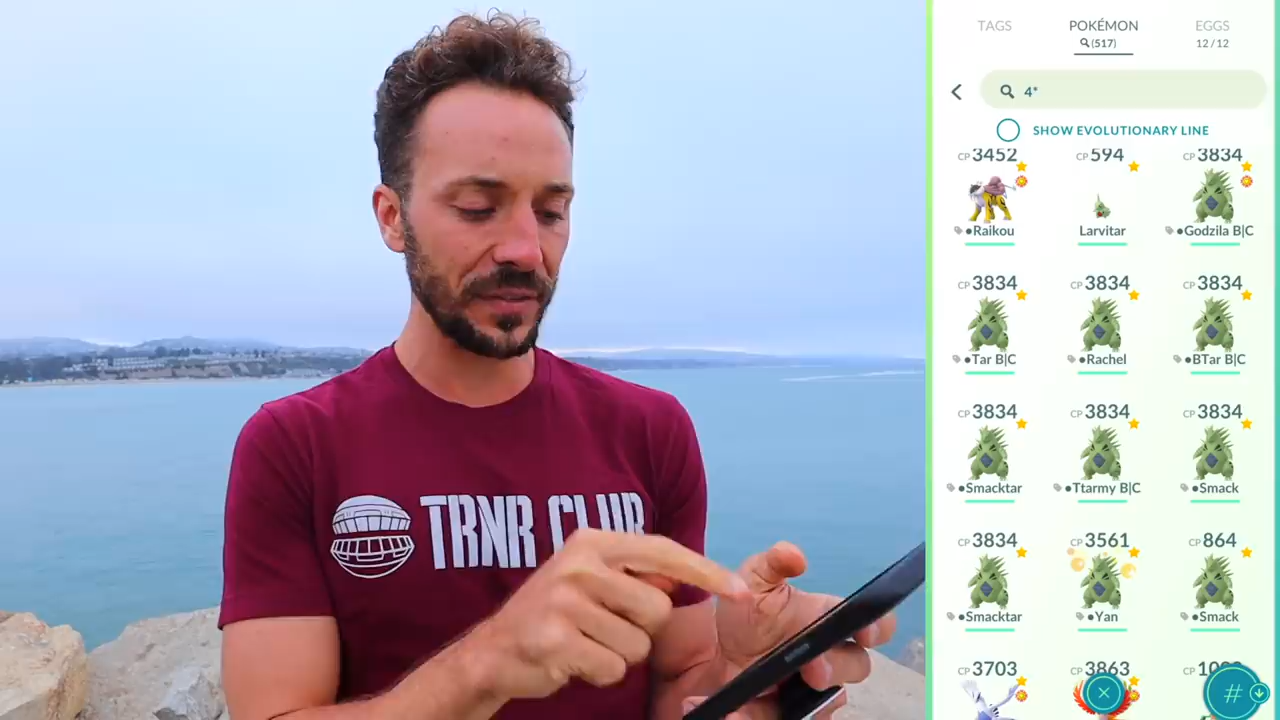 TAGS POKÉMON EGGS
(517) 12 / 12
4*
SHOW EVOLUTIONARY LINE
CP 3452 CP 594 CP 3834
●Raikou Larvitar ●Godzila B|C
CP 3834 CP 3834 CP 3834
●Tar B|C ●Rachel ●BTar B|C
CP 3834 CP 3834 CP 3834
●Smacktar ●Ttarmy B|C ●Smack
CP 3834 CP 3561 CP 864
●Smacktar ●Yan ●Smack
CP 3703 CP 3863 CP
#
TRNR CLUB